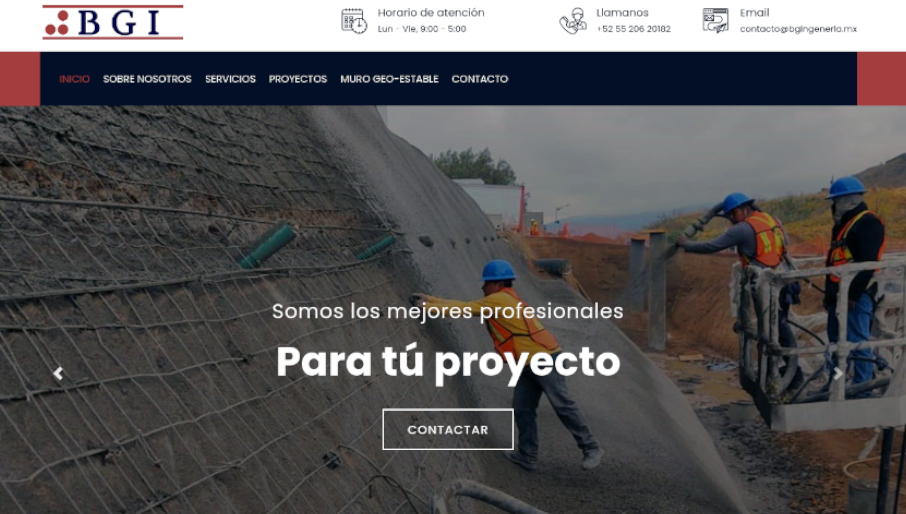 BGI
Horario de atención
Lun - Vie, 9:00 - 5:00
Llamanos
+52 55 206 20182
Email
contacto@bgingeneria.mx
INICIO SOBRE NOSOTROS SERVICIOS PROYECTOS MURO GEO-ESTABLE CONTACTO
Somos los mejores profesionales
Para tú proyecto
CONTACTAR